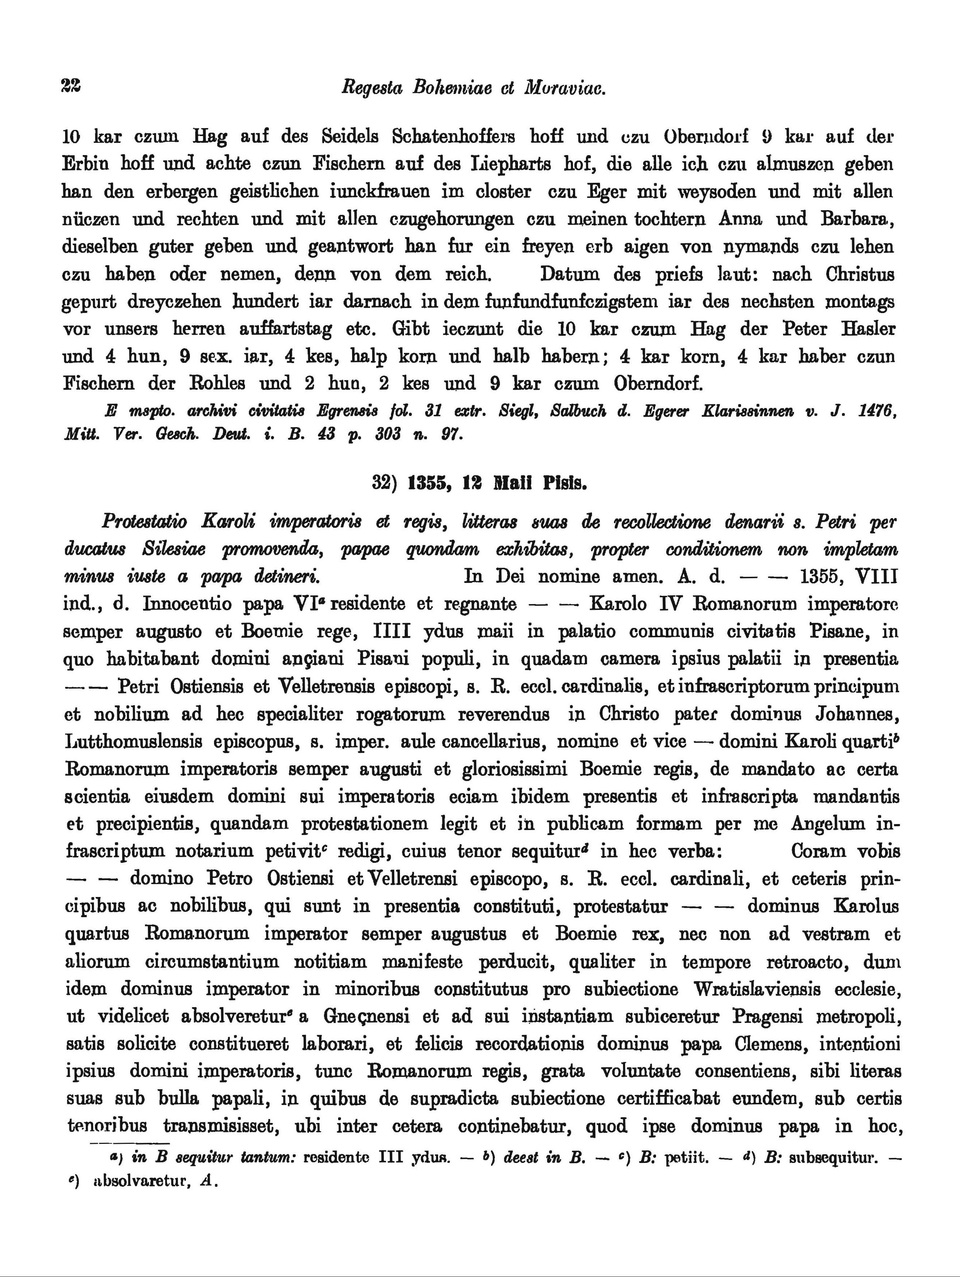 22 Regesta Bohemiae et Moraviae.
10 kar czum Hag auf des Seidels Schatenhoffers hoff und czu Oberndorf 9 kar auf der
Erbin hoff und achte czun Fischern auf des Liepharts hof, die alle ich czu almuszen geben
han den erbergen geistlichen iunckfrauen im closter czu Eger mit weysoden und mit allen
nüczen und rechten und mit allen czugehorungen czu meinen tochtern Anna und Barbara,
dieselben guter geben und geantwort han fur ein freyen erb aigen von nymands czu lehen
czu haben oder nemen, denn von dem reich. Datum des priefs laut: nach Christus
gepurt dreyczehen hundert iar darnach in dem funfundfunfczigstem iar des nechsten montags
vor unsers herren auffartstag etc. Gibt ieczunt die 10 kar czum Hag der Peter Hasler
und 4 hun, 9 sex. iar, 4 kes, halp korn und halb habern; 4 kar korn, 4 kar haber czun
Fischern der Rohles und 2 hun, 2 kes und 9 kar czum Oberndorf.
E mspto. archivi civitatis Egrensis fol. 31 extr. Siegl, Salbuch d. Egerer Klarissinnen v. J. 1476,
Mitt. Ver. Gesch. Deut. i. B. 43 p. 303 n. 97.
32) 1355, 12 Maii Pisis.
Protestatio Karoli imperatoris et regis, litteras suas de recollectione denarii s. Petri per
ducatus Silesiae promovenda, papae quondam exhibitas, propter conditionem non impletam
minus iuste a papa detineri. In Dei nomine amen. A. d. — — 1355, VIII
ind., d. Innocentio papa VIa residente et regnante — — Karolo IV Romanorum imperatore
semper augusto et Boemie rege, IIII ydus maii in palatio communis civitatis Pisane, in
quo habitabant domini ançiani Pisani populi, in quadam camera ipsius palatii in presentia
— — Petri Ostiensis et Velletrensis episcopi, s. R. eccl. cardinalis, et infrascriptorum principum
et nobilium ad hec specialiter rogatorum reverendus in Christo pater dominus Johannes,
Lutthomuslensis episcopus, s. imper. aule cancellarius, nomine et vice — domini Karoli quartib
Romanorum imperatoris semper augusti et gloriosissimi Boemie regis, de mandato ac certa
scientia eiusdem domini sui imperatoris eciam ibidem presentis et infrascripta mandantis
et precipientis, quandam protestationem legit et in publicam formam per me Angelum in-
frascriptum notarium petivitc redigi, cuius tenor sequiturd in hec verba: Coram vobis
— — domino Petro Ostiensi et Velletrensi episcopo, s. R. eccl. cardinali, et ceteris prin-
cipibus ac nobilibus, qui sunt in presentia constituti, protestatur — — dominus Karolus
quartus Romanorum imperator semper augustus et Boemie rex, nec non ad vestram et
aliorum circumstantium notitiam manifeste perducit, qualiter in tempore retroacto, dum
idem dominus imperator in minoribus constitutus pro subiectione Wratislaviensis ecclesie,
ut videlicet absolvereture a Gneçnensi et ad sui instantiam subiceretur Pragensi metropoli,
satis solicite constitueret laborari, et felicis recordationis dominus papa Clemens, intentioni
ipsius domini imperatoris, tunc Romanorum regis, grata voluntate consentiens, sibi literas
suas sub bulla papali, in quibus de supradicta subiectione certifficabat eundem, sub certis
tenoribus transmisisset, ubi inter cetera continebatur, quod ipse dominus papa in hoc,
a) in B sequitur tantum: residente III ydus. — b) deest in B. — c) B: petiit. — d) B: subsequitur. —
e) absolvaretur, A.